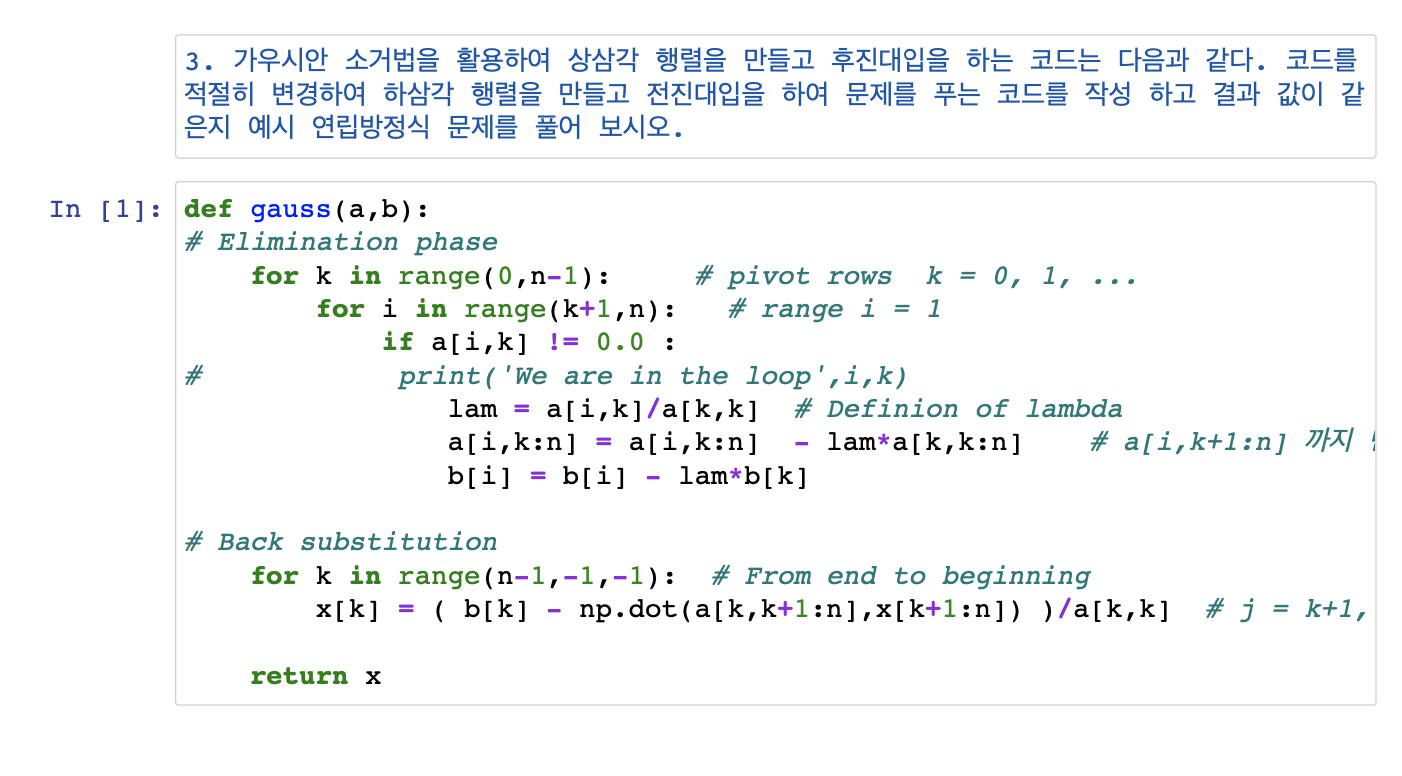 3. 가우시안 소거법을 활용하여 상삼각 행렬을 만들고 후진대입을 하는 코드는 다음과 같다. 코드를
적절히 변경하여 하삼각 행렬을 만들고 전진대입을 하여 문제를 푸는 코드를 작성 하고 결과 값이 같
은지 예시 연립방정식 문제를 풀어 보시오.
In [1]: def gauss(a,b):
# Elimination phase
    for k in range(0,n-1):     # pivot rows  k = 0, 1, ...
        for i in range(k+1,n):   # range i = 1
            if a[i,k] != 0.0 :
#            print('We are in the loop',i,k)
                lam = a[i,k]/a[k,k]  # Definion of lambda
                a[i,k:n] = a[i,k:n]  - lam*a[k,k:n]    # a[i,k+1:n] 까지
                b[i] = b[i] - lam*b[k]
# Back substitution
    for k in range(n-1,-1,-1):  # From end to beginning
        x[k] = ( b[k] - np.dot(a[k,k+1:n],x[k+1:n]) )/a[k,k]  # j = k+1,
    return x